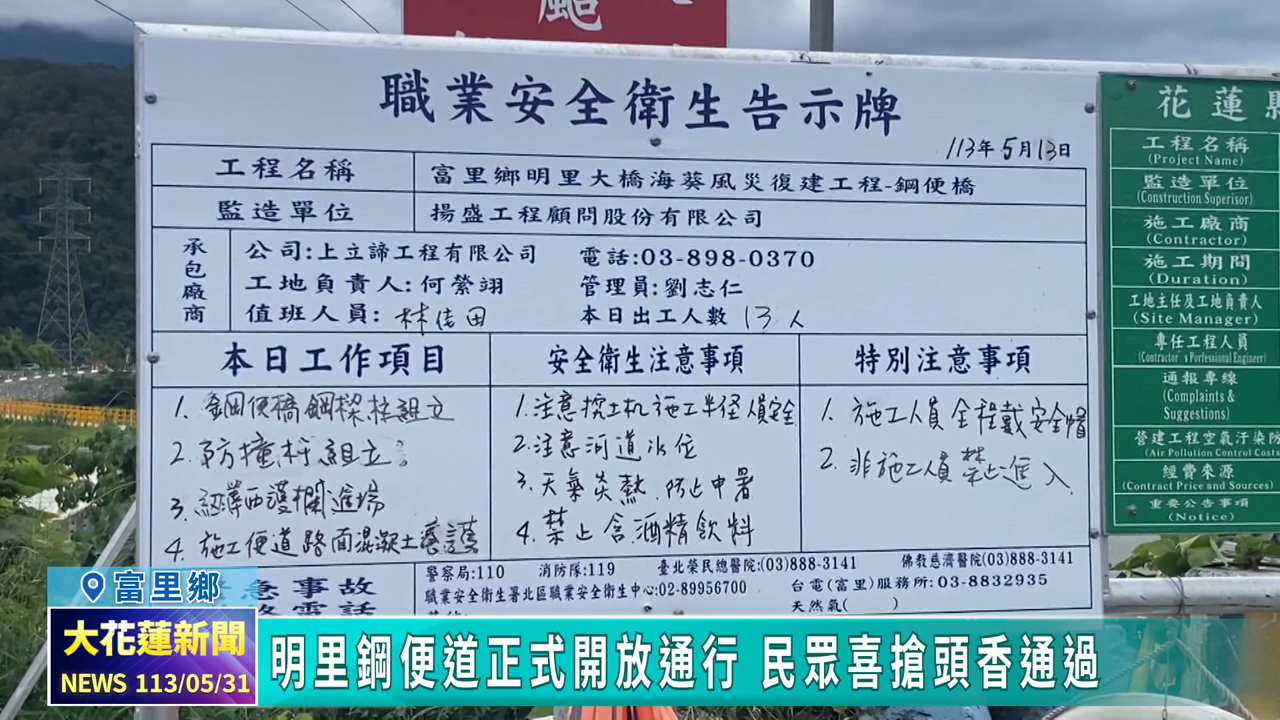 颱
職業安全衛生告示牌
113年5月13日
工程名稱 富里鄉明里大橋海葵風災復建工程-鋼便橋
監造單位 揚盛工程顧問股份有限公司
承包廠商
公司:上立諦工程有限公司 電話:03-898-0370
工地負責人:何縈翊 管理員:劉志仁
值班人員:林信田 本日出工人數 13人
本日工作項目 安全衛生注意事項 特別注意事項
1. 鋼便橋鋼樑柱組立
2. 防撞杆組立
3. 紐澤西護欄進場
4. 施工便道路面混凝土養護
1.注意挖土机施工半径人員安全
2.注意河道水位
3.天氣炎熱 防止中暑
4.禁止含酒精飲料
1. 施工人員全程戴安全帽
2. 非施工人員禁止進入
急事故
電話
警察局:110 消防隊:119 臺北榮民總醫院:(03)888-3141 佛教慈濟醫院(03)888-3141
職業安全衛生署北區職業安全衛生中心:02-89956700 台電(富里)服務所:03-8832935
天然氣( )
花蓮縣
工程名稱
(Project Name)
監造單位
(Construction Superisor)
施工廠商
(Contractor)
施工期間
(Duration)
工地主任及工地負責人
(Site Manager)
專任工程人員
(Contractor's Porfessional Engineer)
通報專線
(Complaints &
Suggestions)
營建工程空氣汙染防
(Air Pollution Control Costs
經費來源
(Contract Price and Sources)
重要公告事項
(Notice)
富里鄉
大花蓮新聞
NEWS 113/05/31
明里鋼便道正式開放通行 民眾喜搶頭香通過